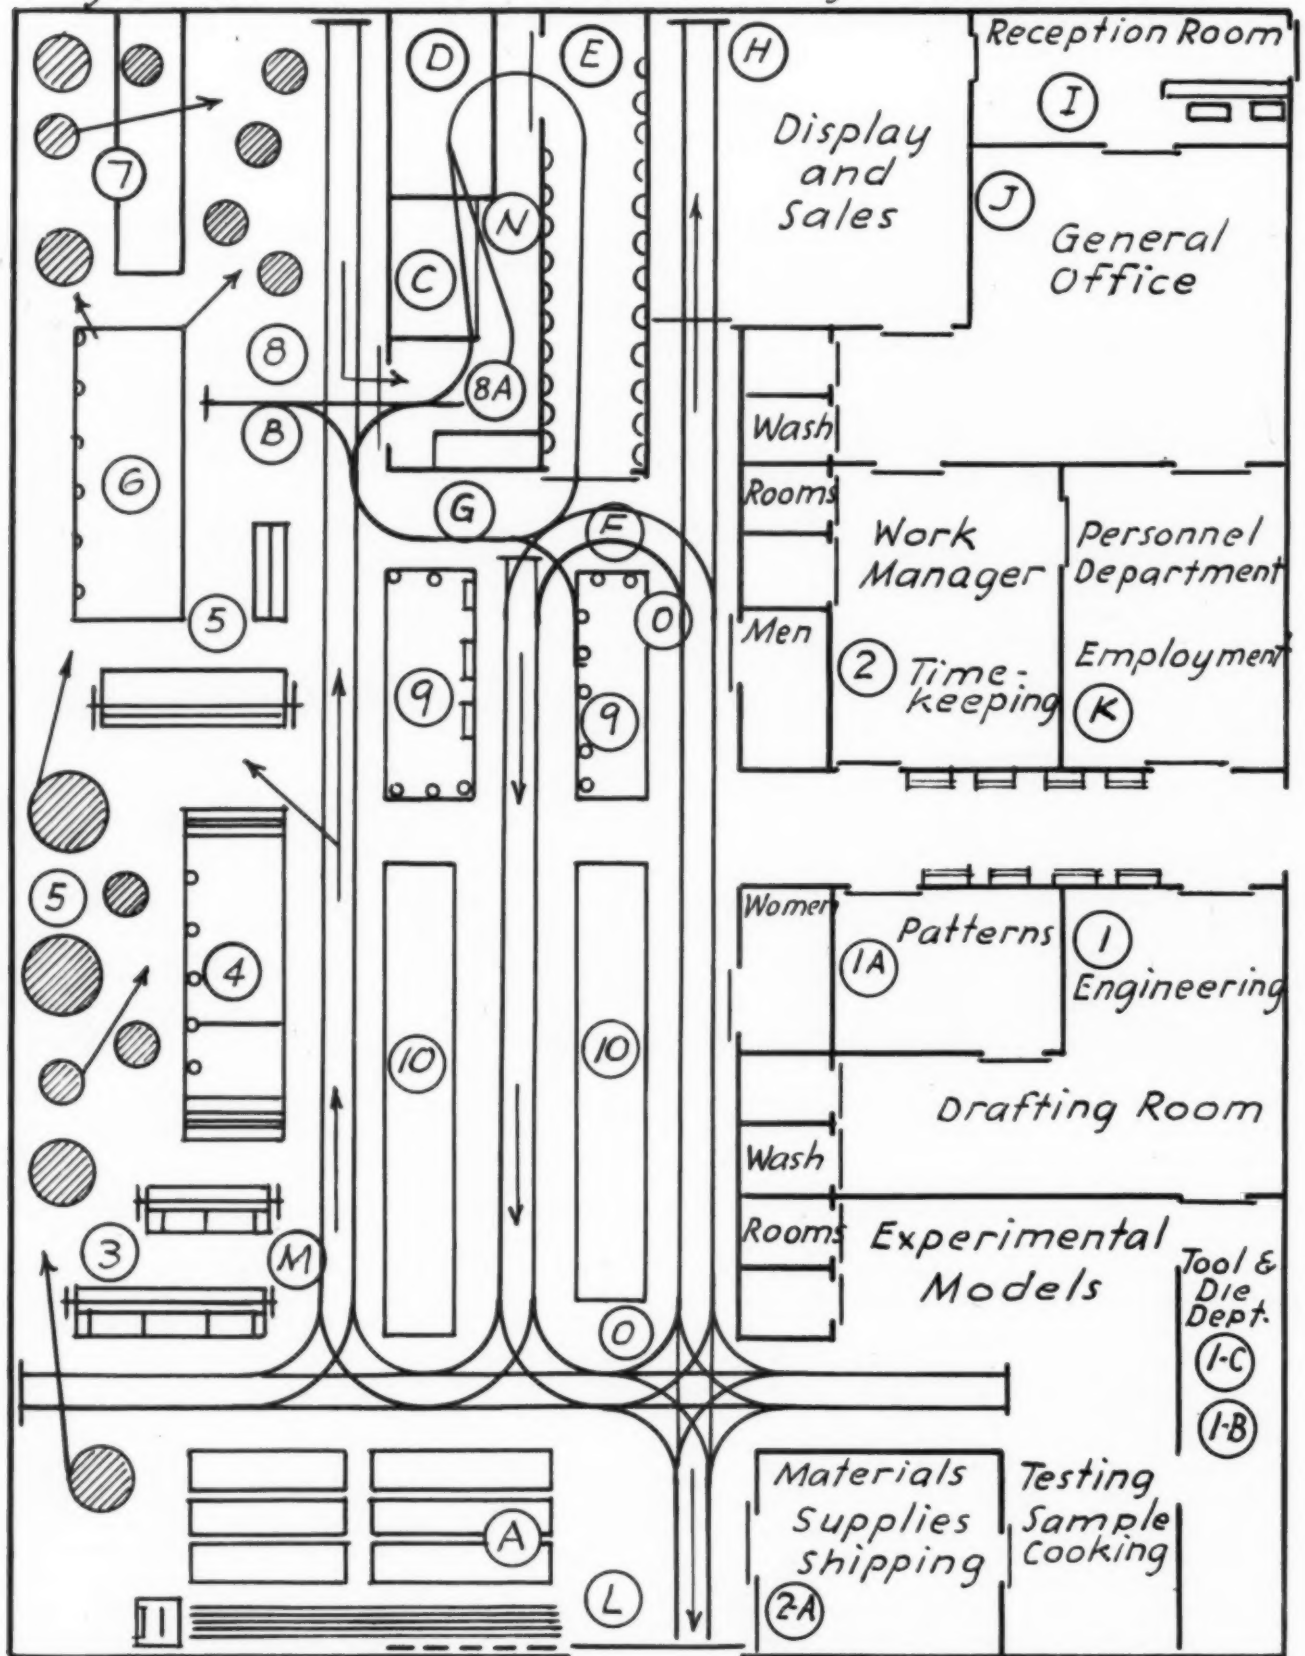 D
E
H
Reception Room
I
7
Display
and
Sales
J
General
Office
N
C
8
8A
B
Wash
6
Rooms
G
F
Work
Manager
Personnel
Department
5
O
Men
2
Time-
keeping
Employment
K
9
9
5
Women
1A
Patterns
1
Engineering
4
10
10
Drafting Room
Wash
3
M
Rooms
Experimental
Models
Tool &
Die
Dept.
1-C
1-B
O
A
Materials
Supplies
Shipping
2-A
Testing
Sample
Cooking
L
11